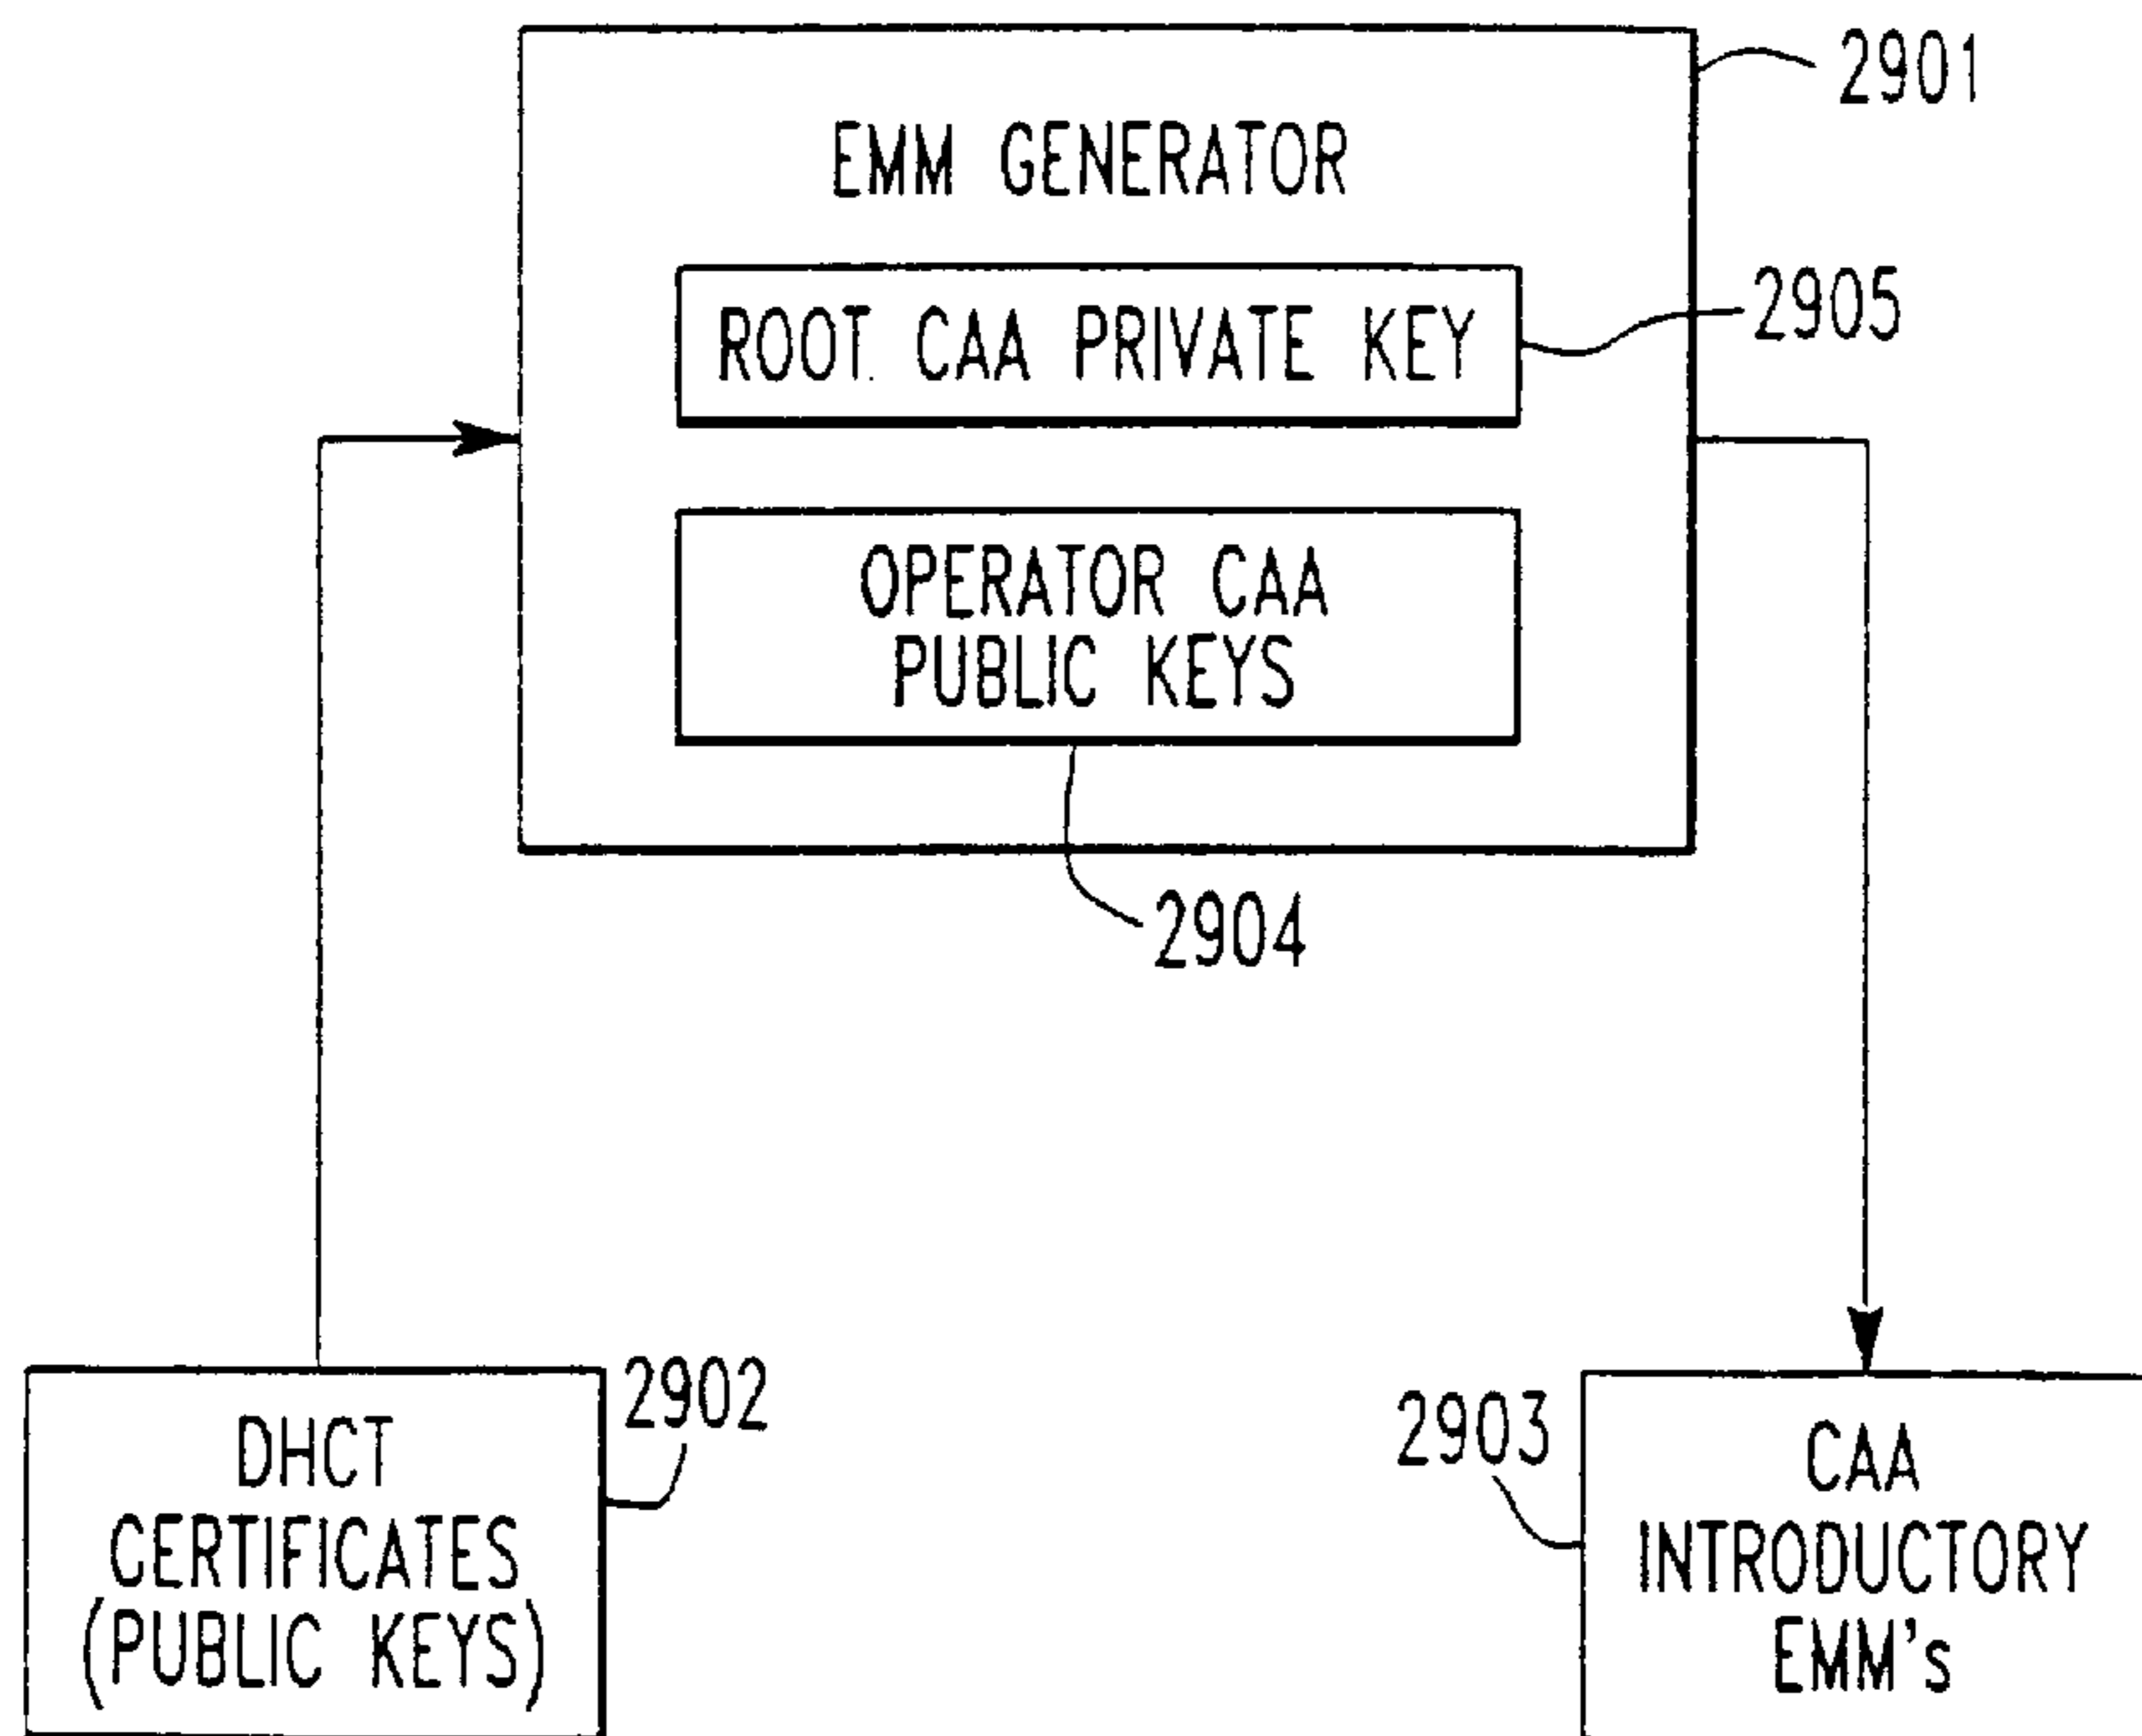 2901
EMM GENERATOR
ROOT CAA PRIVATE KEY
2905
OPERATOR CAA
PUBLIC KEYS
2904
2902
DHCT
CERTIFICATES
(PUBLIC KEYS)
2903
CAA
INTRODUCTORY
EMM's